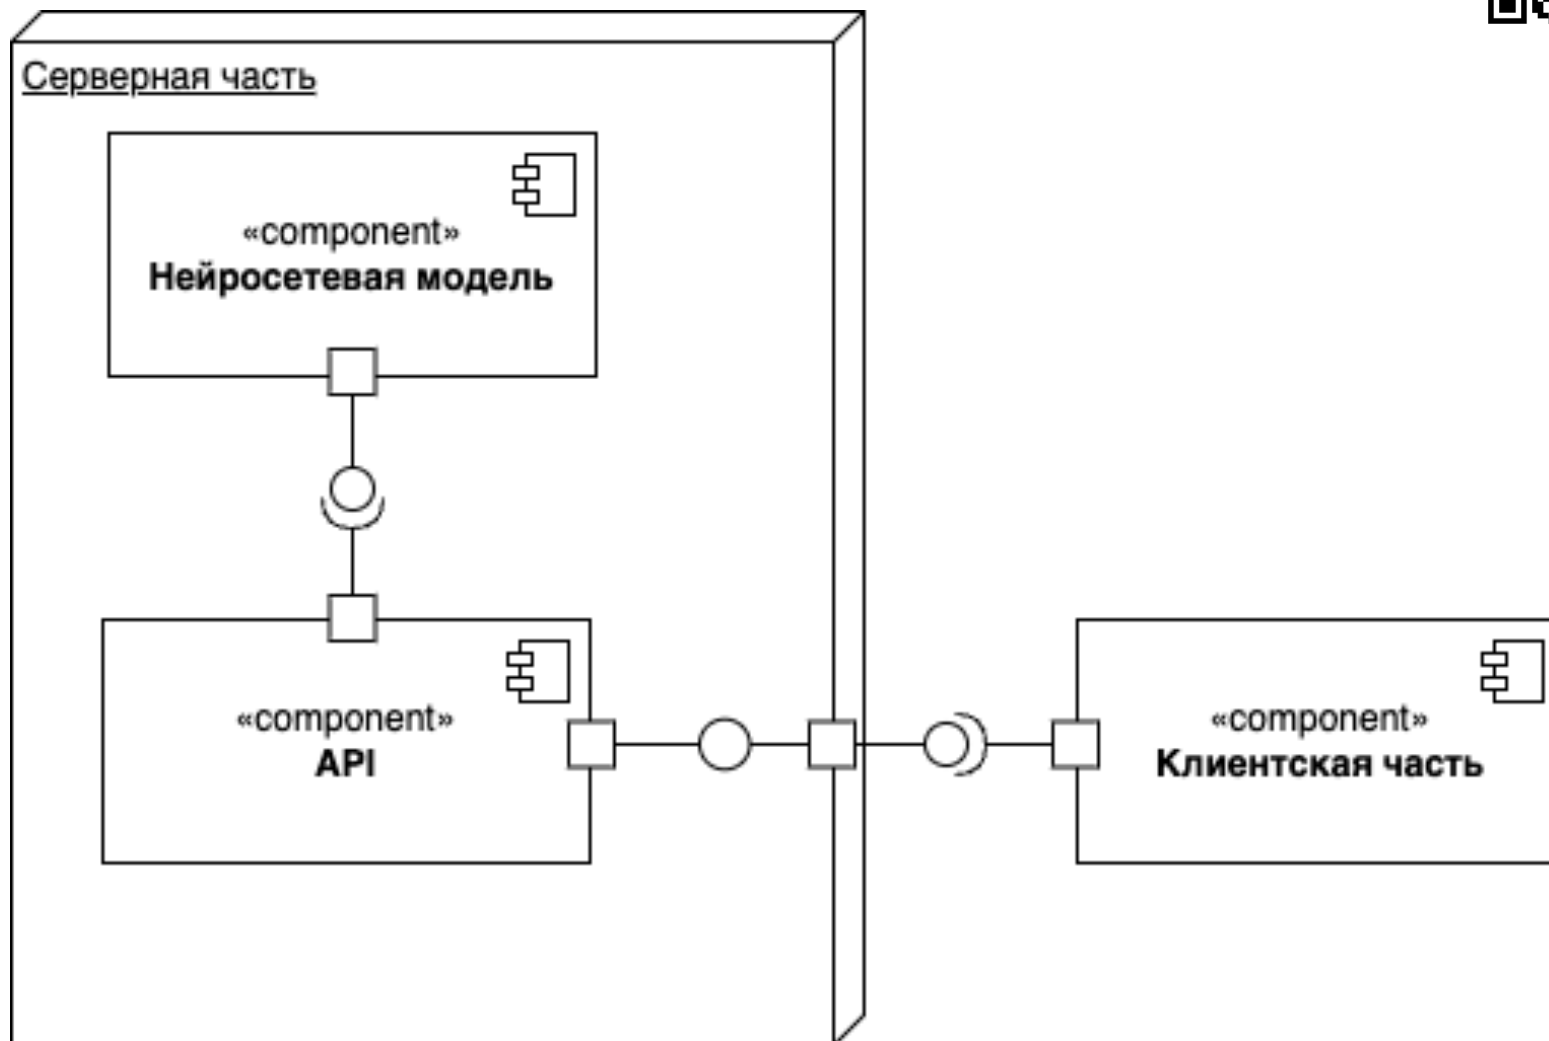 Серверная часть
«component»
Нейросетевая модель
«component»
API
«component»
Клиентская часть